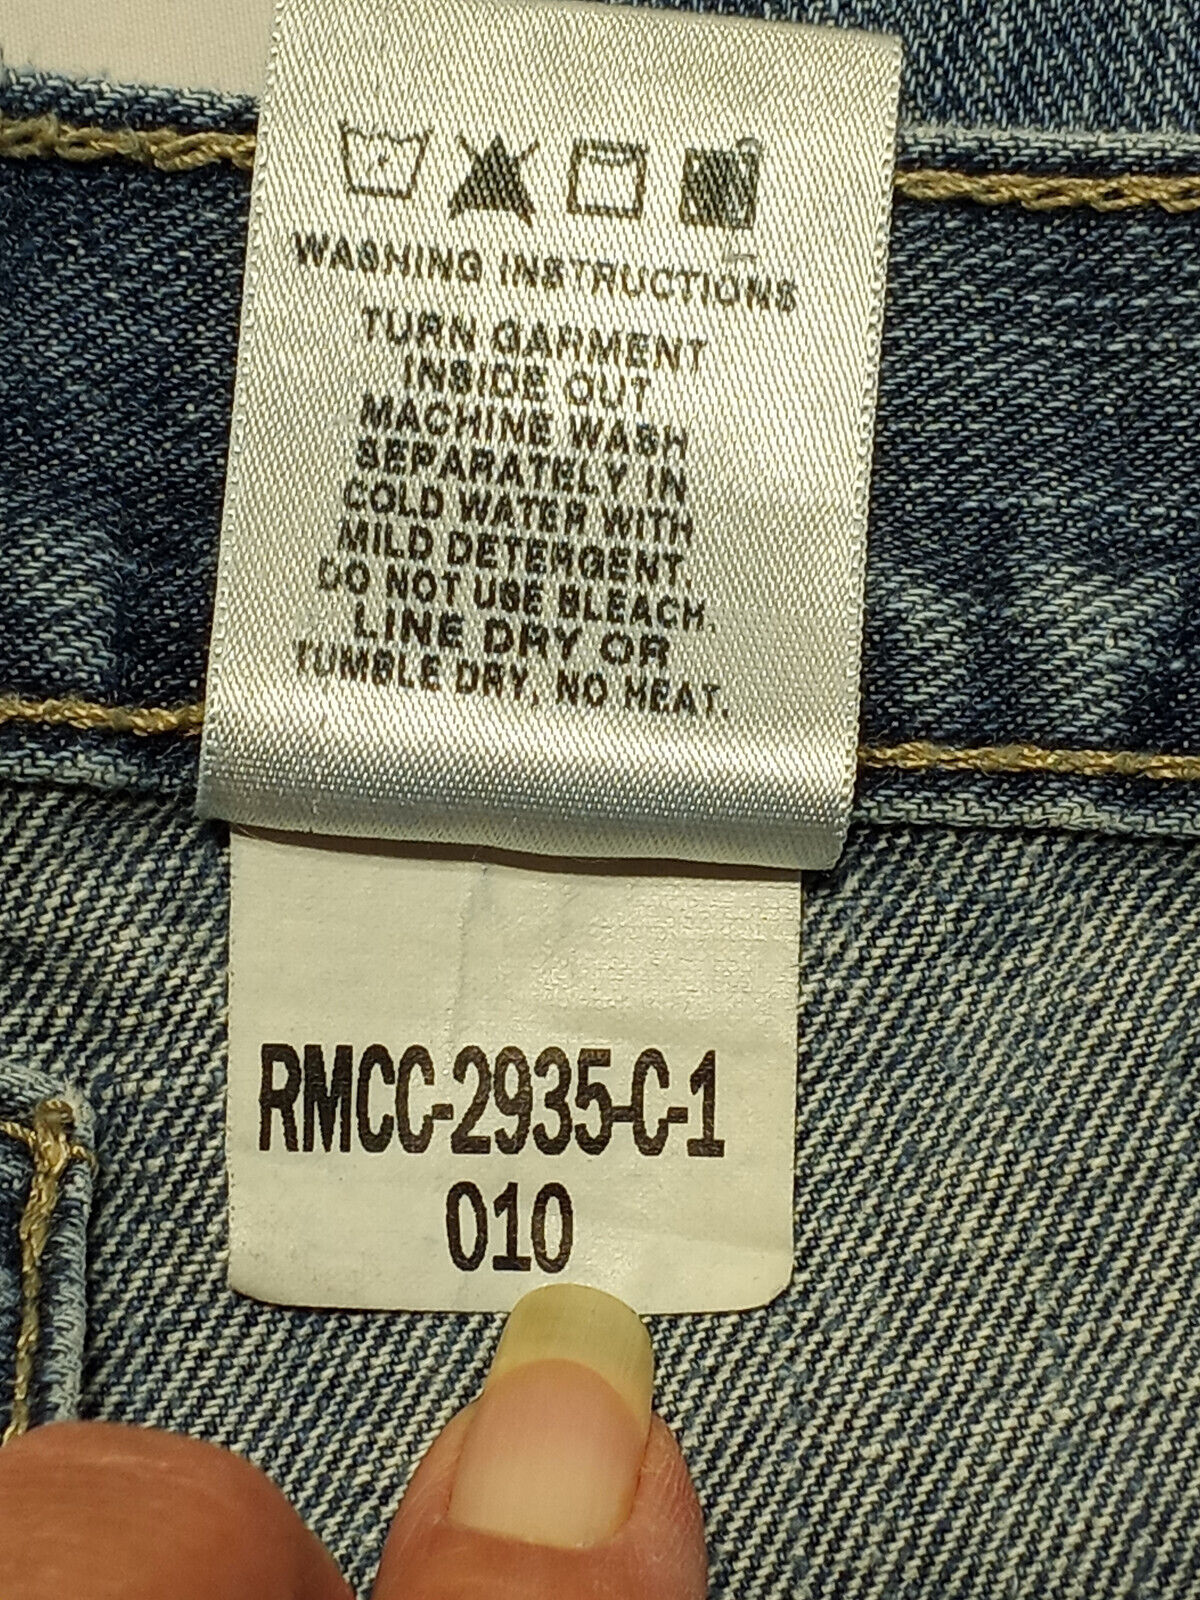 WASHING INSTRUCTIONS
TURN GARMENT
INSIDE OUT
MACHINE WASH
SEPARATELY IN
COLD WATER WITH
MILD DETERGENT.
DO NOT USE BLEACH.
LINE DRY OR
TUMBLE DRY, NO HEAT.
RMCC-2935-C-1
010